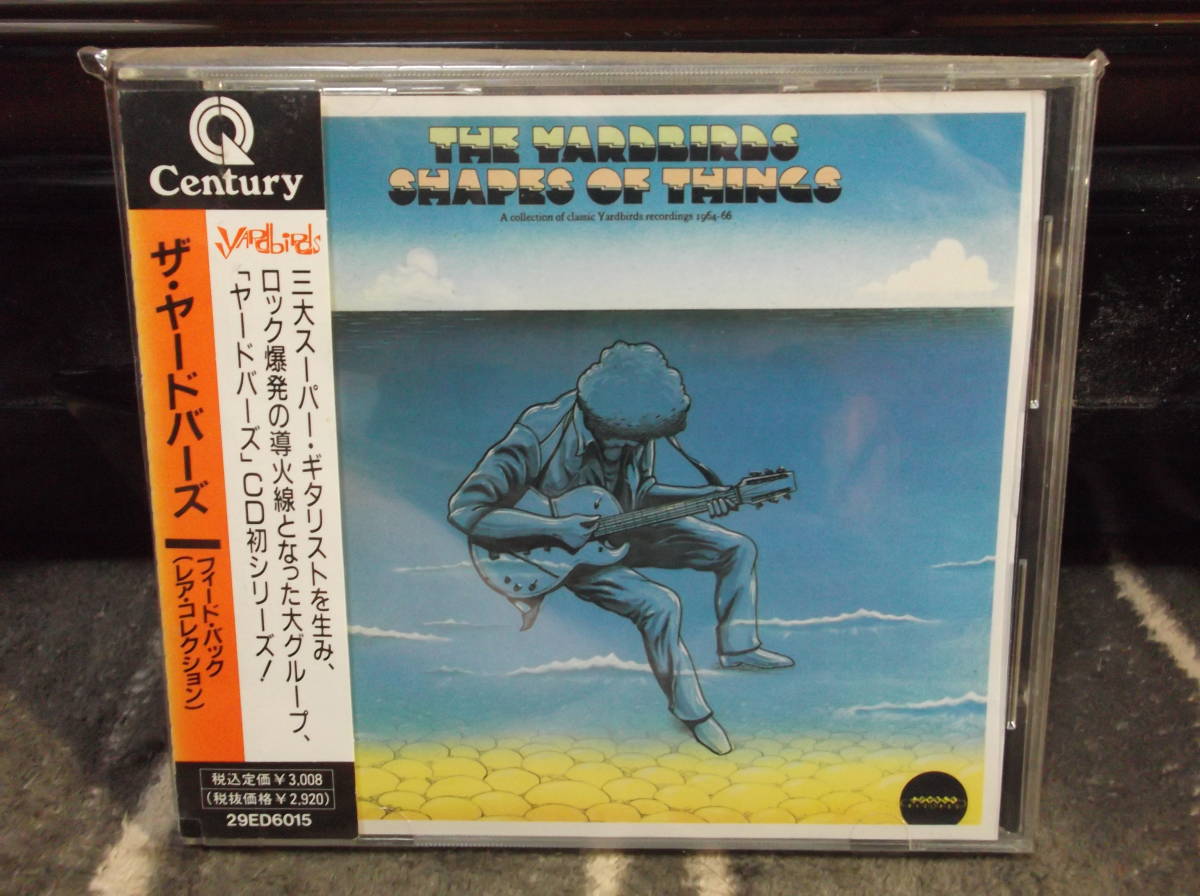 Century
ザ・ヤードバーズ
フィード・バック
(レア・コレクション)
Yardbirds
三大スーパー・ギタリストを生み、
ロック爆発の導火線となった大グループ、
「ヤードバーズ」CD初シリーズ!
税込定価¥3,008
(税抜価格¥2,920)
29ED6015
THE YARDBIRDS
SHAPES OF THINGS
A collection of classic Yardbirds recordings 1964-66